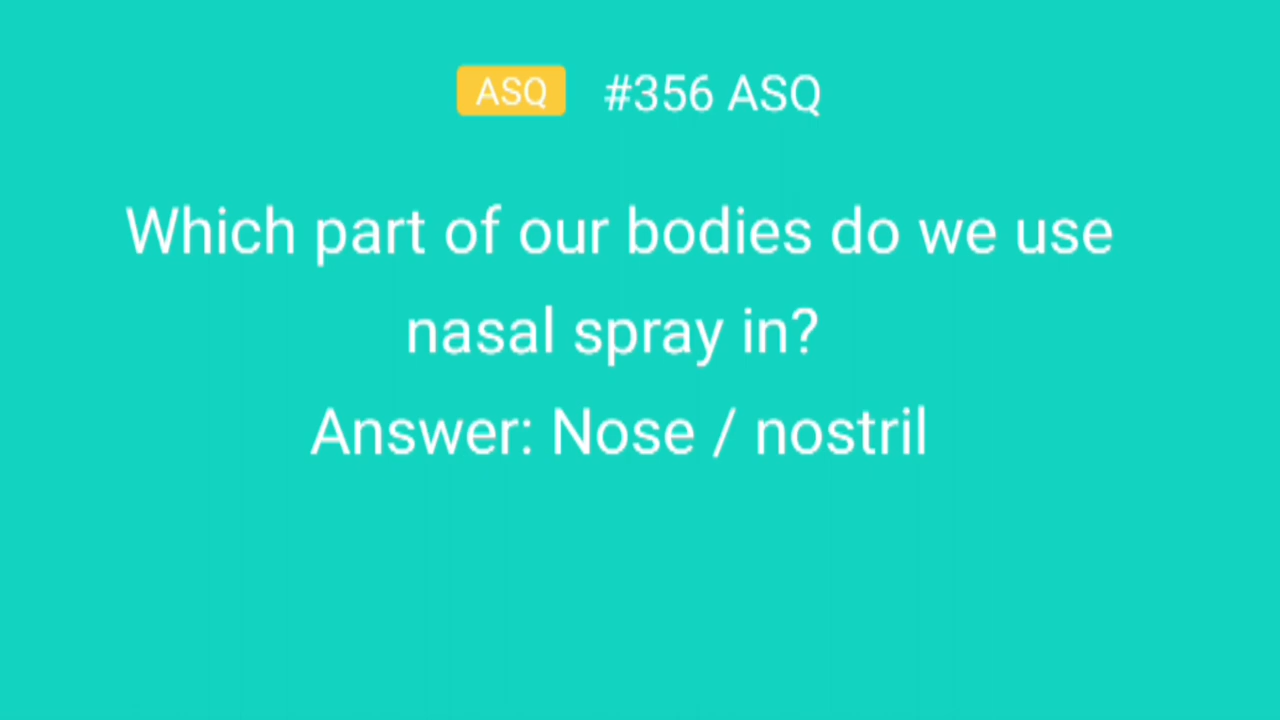 ASQ #356 ASQ
Which part of our bodies do we use
nasal spray in?
Answer: Nose / nostril